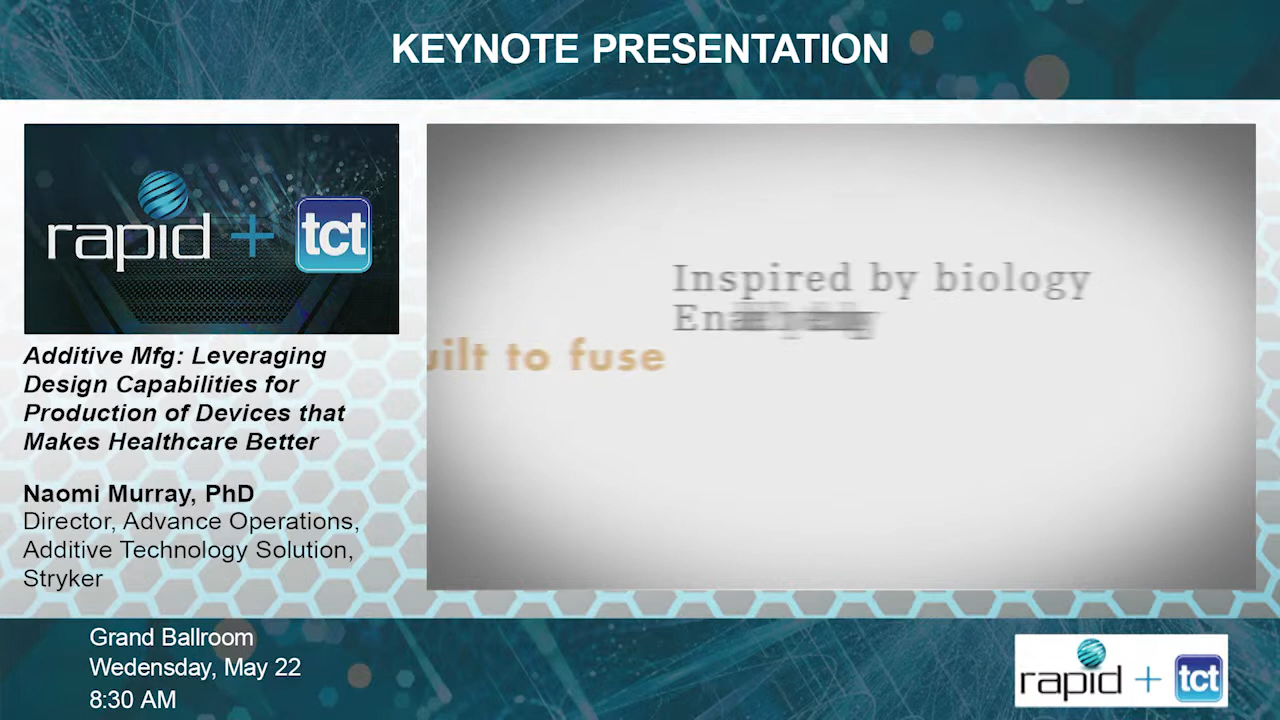 KEYNOTE PRESENTATION
rapid + tct
Additive Mfg: Leveraging
Design Capabilities for
Production of Devices that
Makes Healthcare Better
Naomi Murray, PhD
Director, Advance Operations,
Additive Technology Solution,
Stryker
Inspired by biology
to fuse
Grand Ballroom
Wedensday, May 22
8:30 AM
rapid + tct